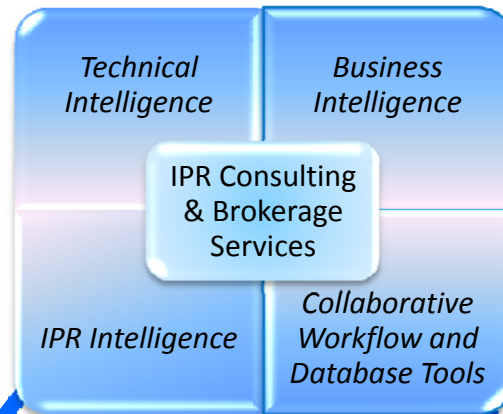 Technical
Intelligence
Business
Intelligence
IPR Consulting
& Brokerage
Services
IPR Intelligence
Collaborative
Workflow and
Database Tools